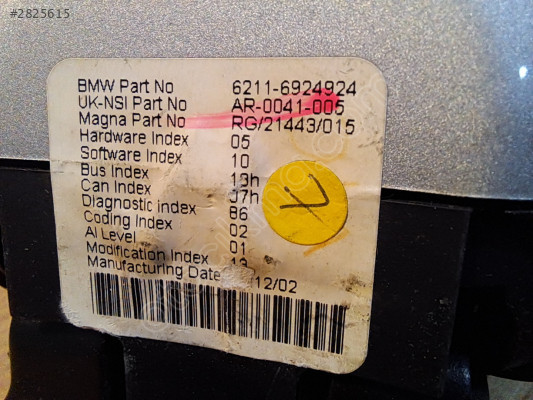 #2825615
BMW Part No 6211-6924924
UK-NSI Part No AR-0041-005
Magna Part No RG/21443/015
Hardware Index 05
Software Index 10
Bus Index 13h
Can Index 37h
Diagnostic Index 86
Coding Index 02
AI Level 01
Modification Index 13
Manufacturing Date 12/02